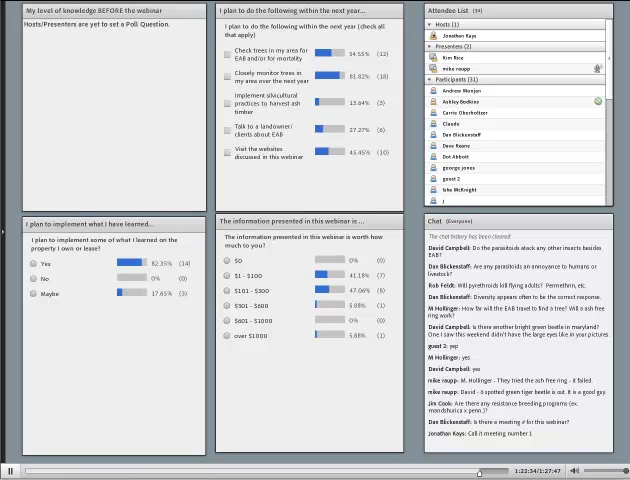 My level of knowledge BEFORE the webinar
Hosts/Presenters are yet to set a Poll Question.
I plan to do the following within the next year ...
I plan to do the following within the next year (check all
that apply)
Check trees in my area for
EAB and/or for mortality
54.55% (12)
Closely monitor trees in
my area over the next year
81.82% (18)
Implement silvicultural
practices to harvest ash
timber
13.64% (3)
Talk to a landowner/
clients about EAB
27.27% (6)
Visit the websites
discussed in this webinar
45.45% (10)
I plan to implement what I have learned...
I plan to implement some of what I learned on the
property I own or lease?
Yes 82.35% (14)
No 0% (0)
Maybe 17.65% (3)
The information presented in this webinar is ...
The information presented in this webinar is worth how
much to you?
$0 0% (0)
$1 - $100 41.18% (7)
$101 - $300 47.06% (8)
$301 - $600 5.88% (1)
$601 - $1000 0% (0)
over $1000 5.88% (1)
Attendee List (34)
Hosts (1)
Jonathan Kays
Presenters (2)
Kim Rice
mike raupp
Participants (31)
Andrew Monjan
Ashley Bodkins
Carrie Oberholtzer
Claude
Dan Blickenstaff
Dave Keane
Dot Abbott
george jones
guest 2
Isha McKnight
J
Chat (Everyone)
The chat history has been cleared
David Campbell: Do the parasitoids atack any other insects besides
EAB?
Dan Blickenstaff: Are any parasitoids an annoyance to humans or
livestock?
Rob Feldt: Will pyrethoids kill flying adults? Permethrin, etc.
Dan Blickenstaff: Diversity appears often to be the correct response.
M Hollinger: How far will the EAB travel to find a tree? Will a ash free
ring work?
David Campbell: Is there another bright green beetle in maryland?
One I saw this weekend didn't have the large eyes like in your pictures.
guest 2: yep
M Hollinger: yes
David Campbell: yes
mike raupp: M. Hollinger - They tried the ash free ring - it failed.
mike raupp: David - 6 spotted green tiger beetle is out. It is a good guy.
Jim Cook: Are there any resistance breeding programs (ex.
mandshurica x penn.)?
Dan Blickenstaff: Is there a meeting # for this webinar?
Jonathan Kays: Call it meeting number 1
1:22:34/1:27:47